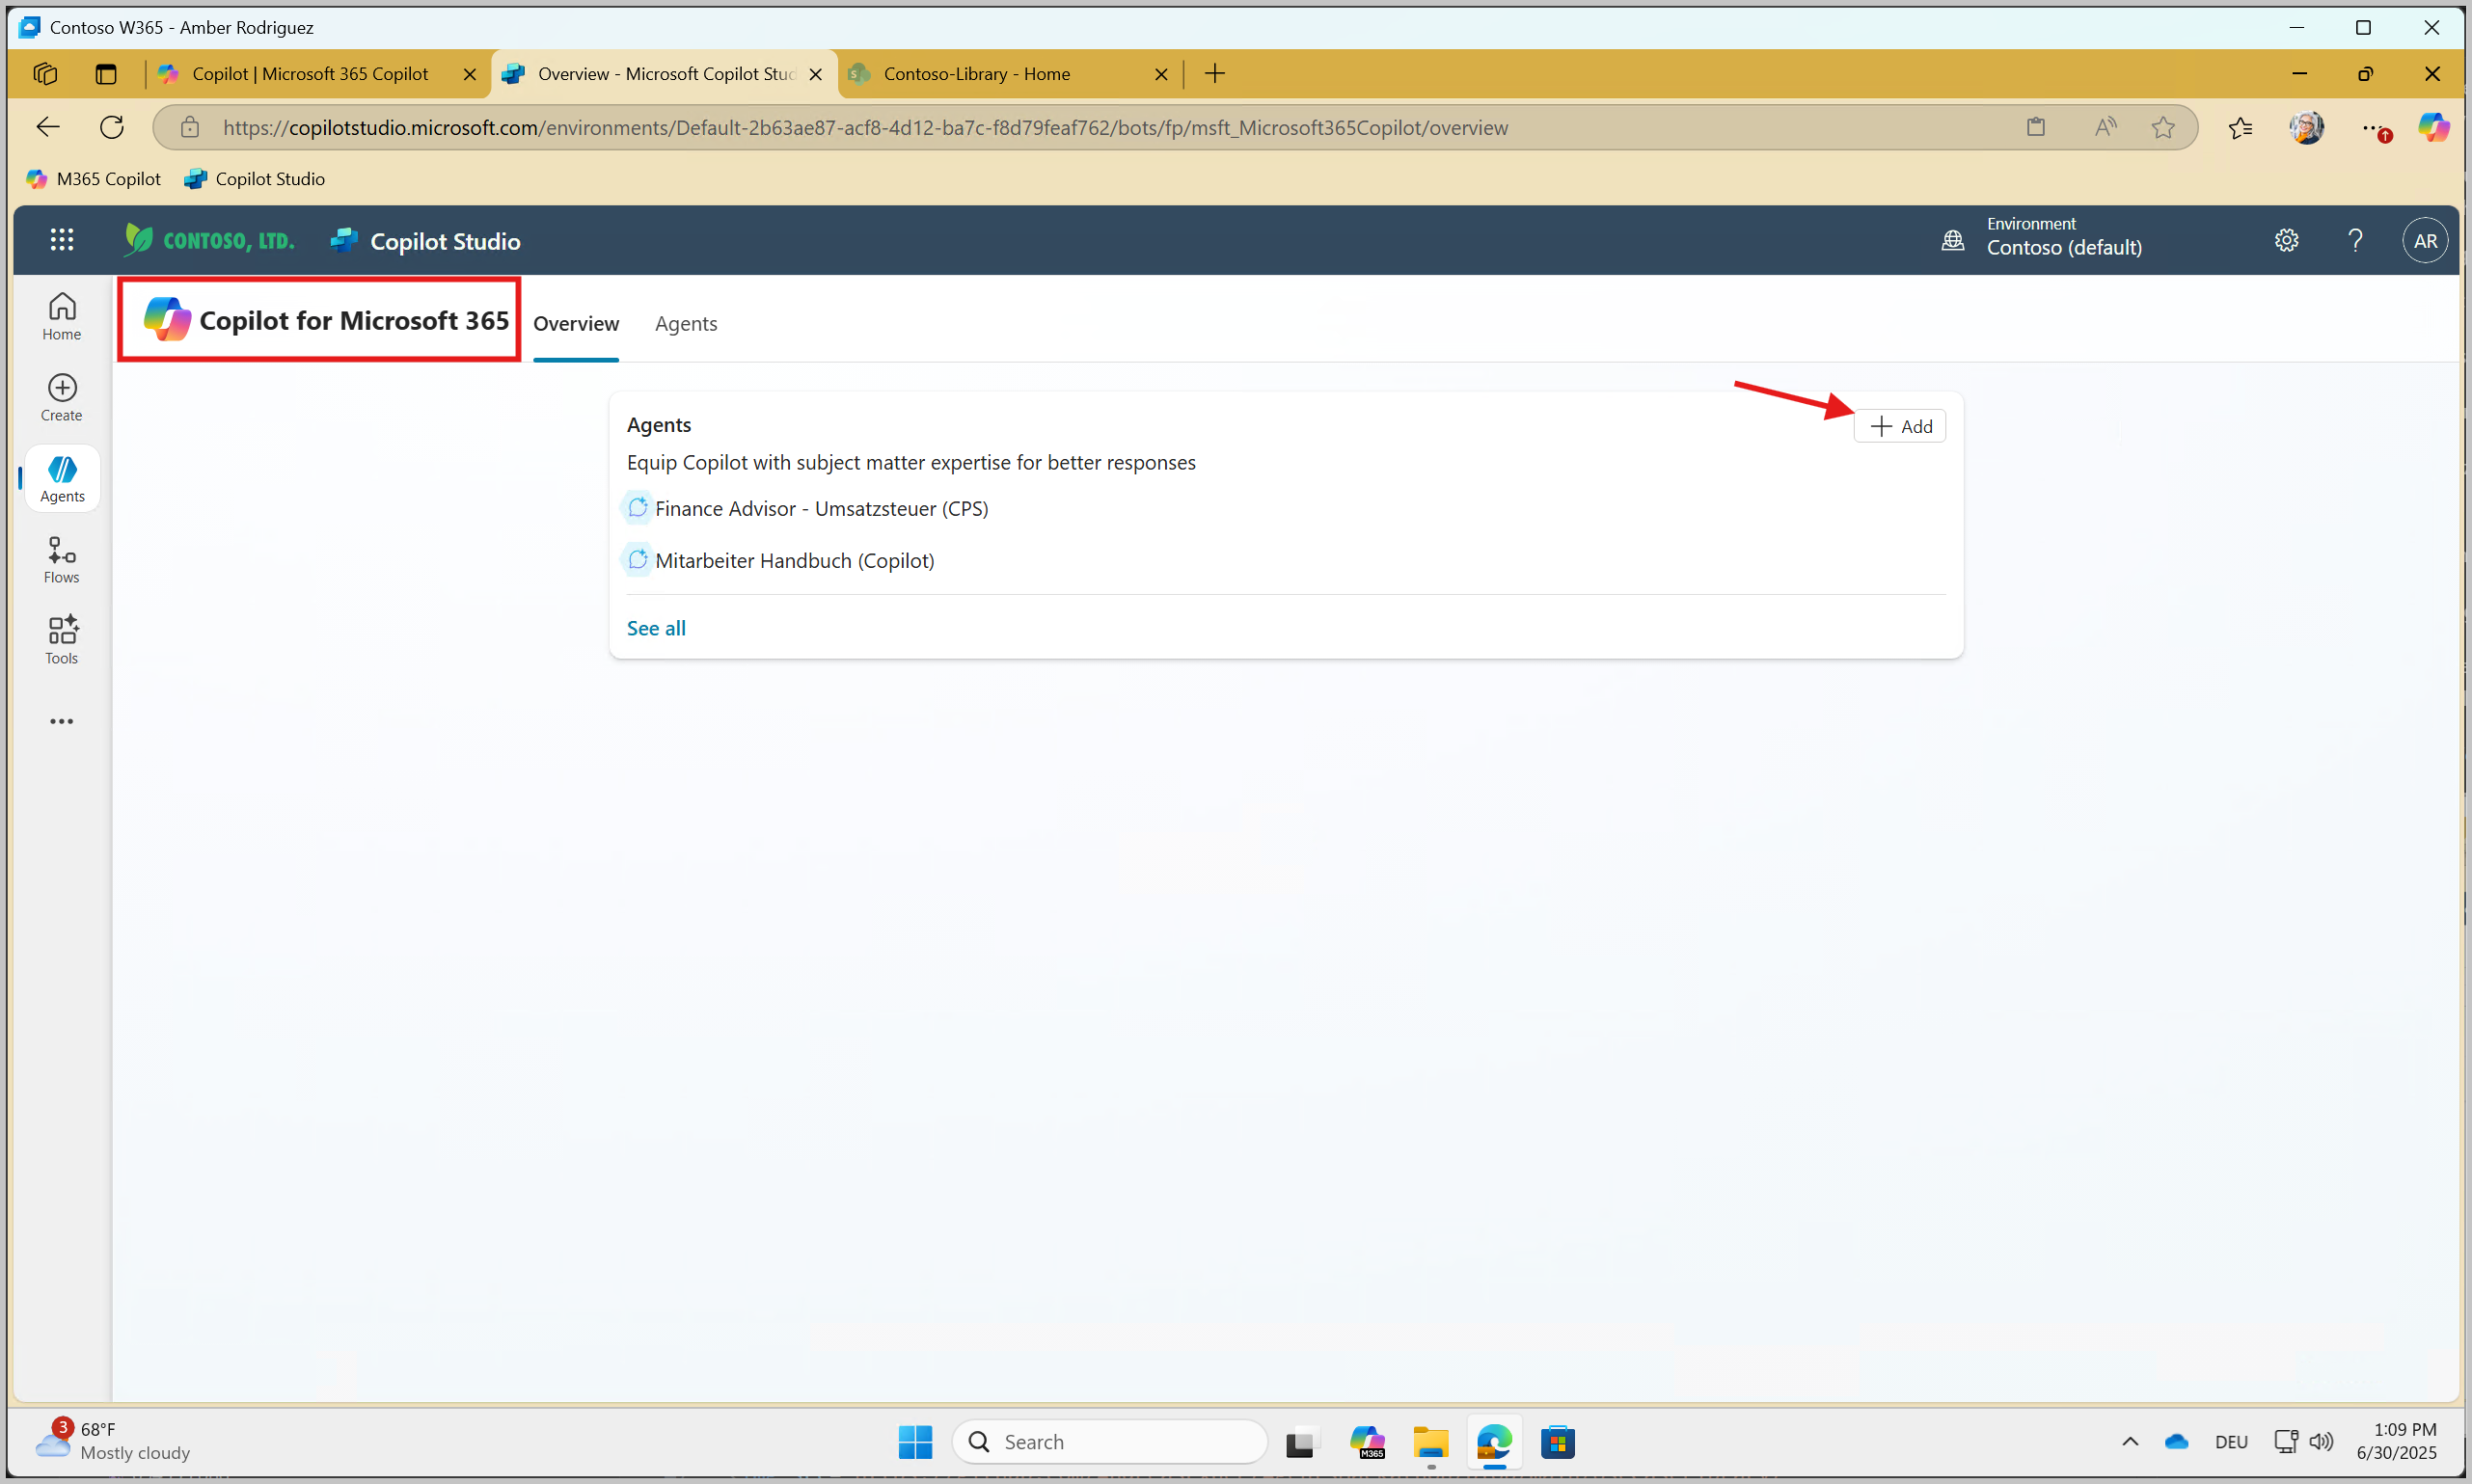 Contoso W365 - Amber Rodriguez
Copilot | Microsoft 365 Copilot
Overview - Microsoft Copilot Stud
Contoso-Library - Home
https://copilotstudio.microsoft.com/environments/Default-2b63ae87-acf8-4d12-ba7c-f8d79feaf762/bots/fp/msft_Microsoft365Copilot/overview
M365 Copilot
Copilot Studio
CONTOSO, LTD.
Copilot Studio
Environment
Contoso (default)
AR
Home
Create
Agents
Flows
Tools
Copilot for Microsoft 365
Overview
Agents
Agents
Add
Equip Copilot with subject matter expertise for better responses
Finance Advisor - Umsatzsteuer (CPS)
Mitarbeiter Handbuch (Copilot)
See all
3
68°F
Mostly cloudy
Search
M365
DEU
1:09 PM
6/30/2025